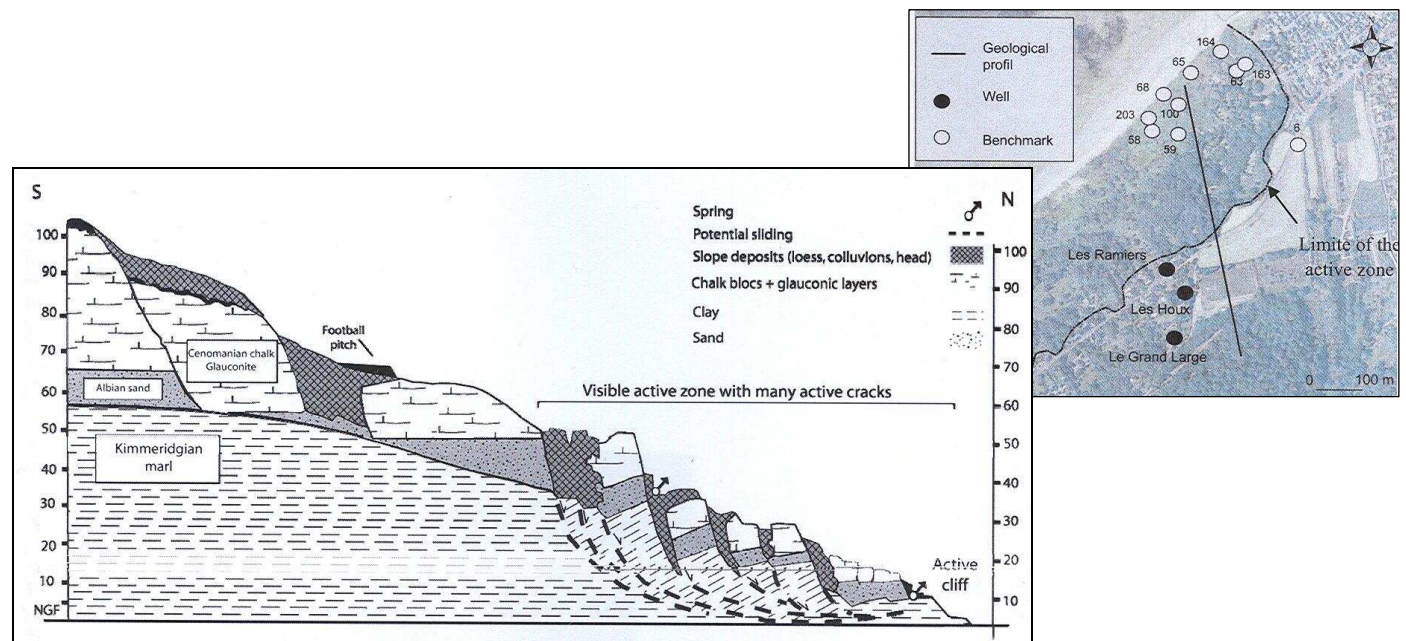 Geological
profil
Well
Benchmark
164
65
63
163
68
100
203
58
59
6
N
Limite of the
active zone
Les Ramiers
Les Houx
Le Grand Large
0 100 m
S
N
Spring
Potential sliding
Slope deposits (loess, colluvions, head)
Chalk blocs + glauconic layers
Clay
Sand
Football
pitch
Cenomanian chalk
Glauconite
Albian sand
Kimmeridgian
marl
Visible active zone with many active cracks
Active
cliff
100
90
80
70
60
50
40
30
20
10
NGF
100
90
80
70
60
50
40
30
20
10